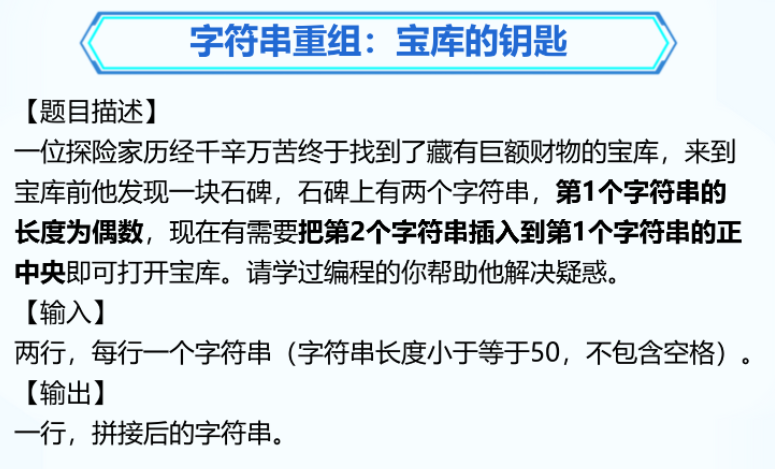 字符串重组：宝库的钥匙
【题目描述】
一位探险家历经千辛万苦终于找到了藏有巨额财物的宝库，来到
宝库前他发现一块石碑，石碑上有两个字符串，第1个字符串的
长度为偶数，现在有需要把第2个字符串插入到第1个字符串的正
中央即可打开宝库。请学过编程的你帮助他解决疑惑。
【输入】
两行，每行一个字符串（字符串长度小于等于50，不包含空格）。
【输出】
一行，拼接后的字符串。